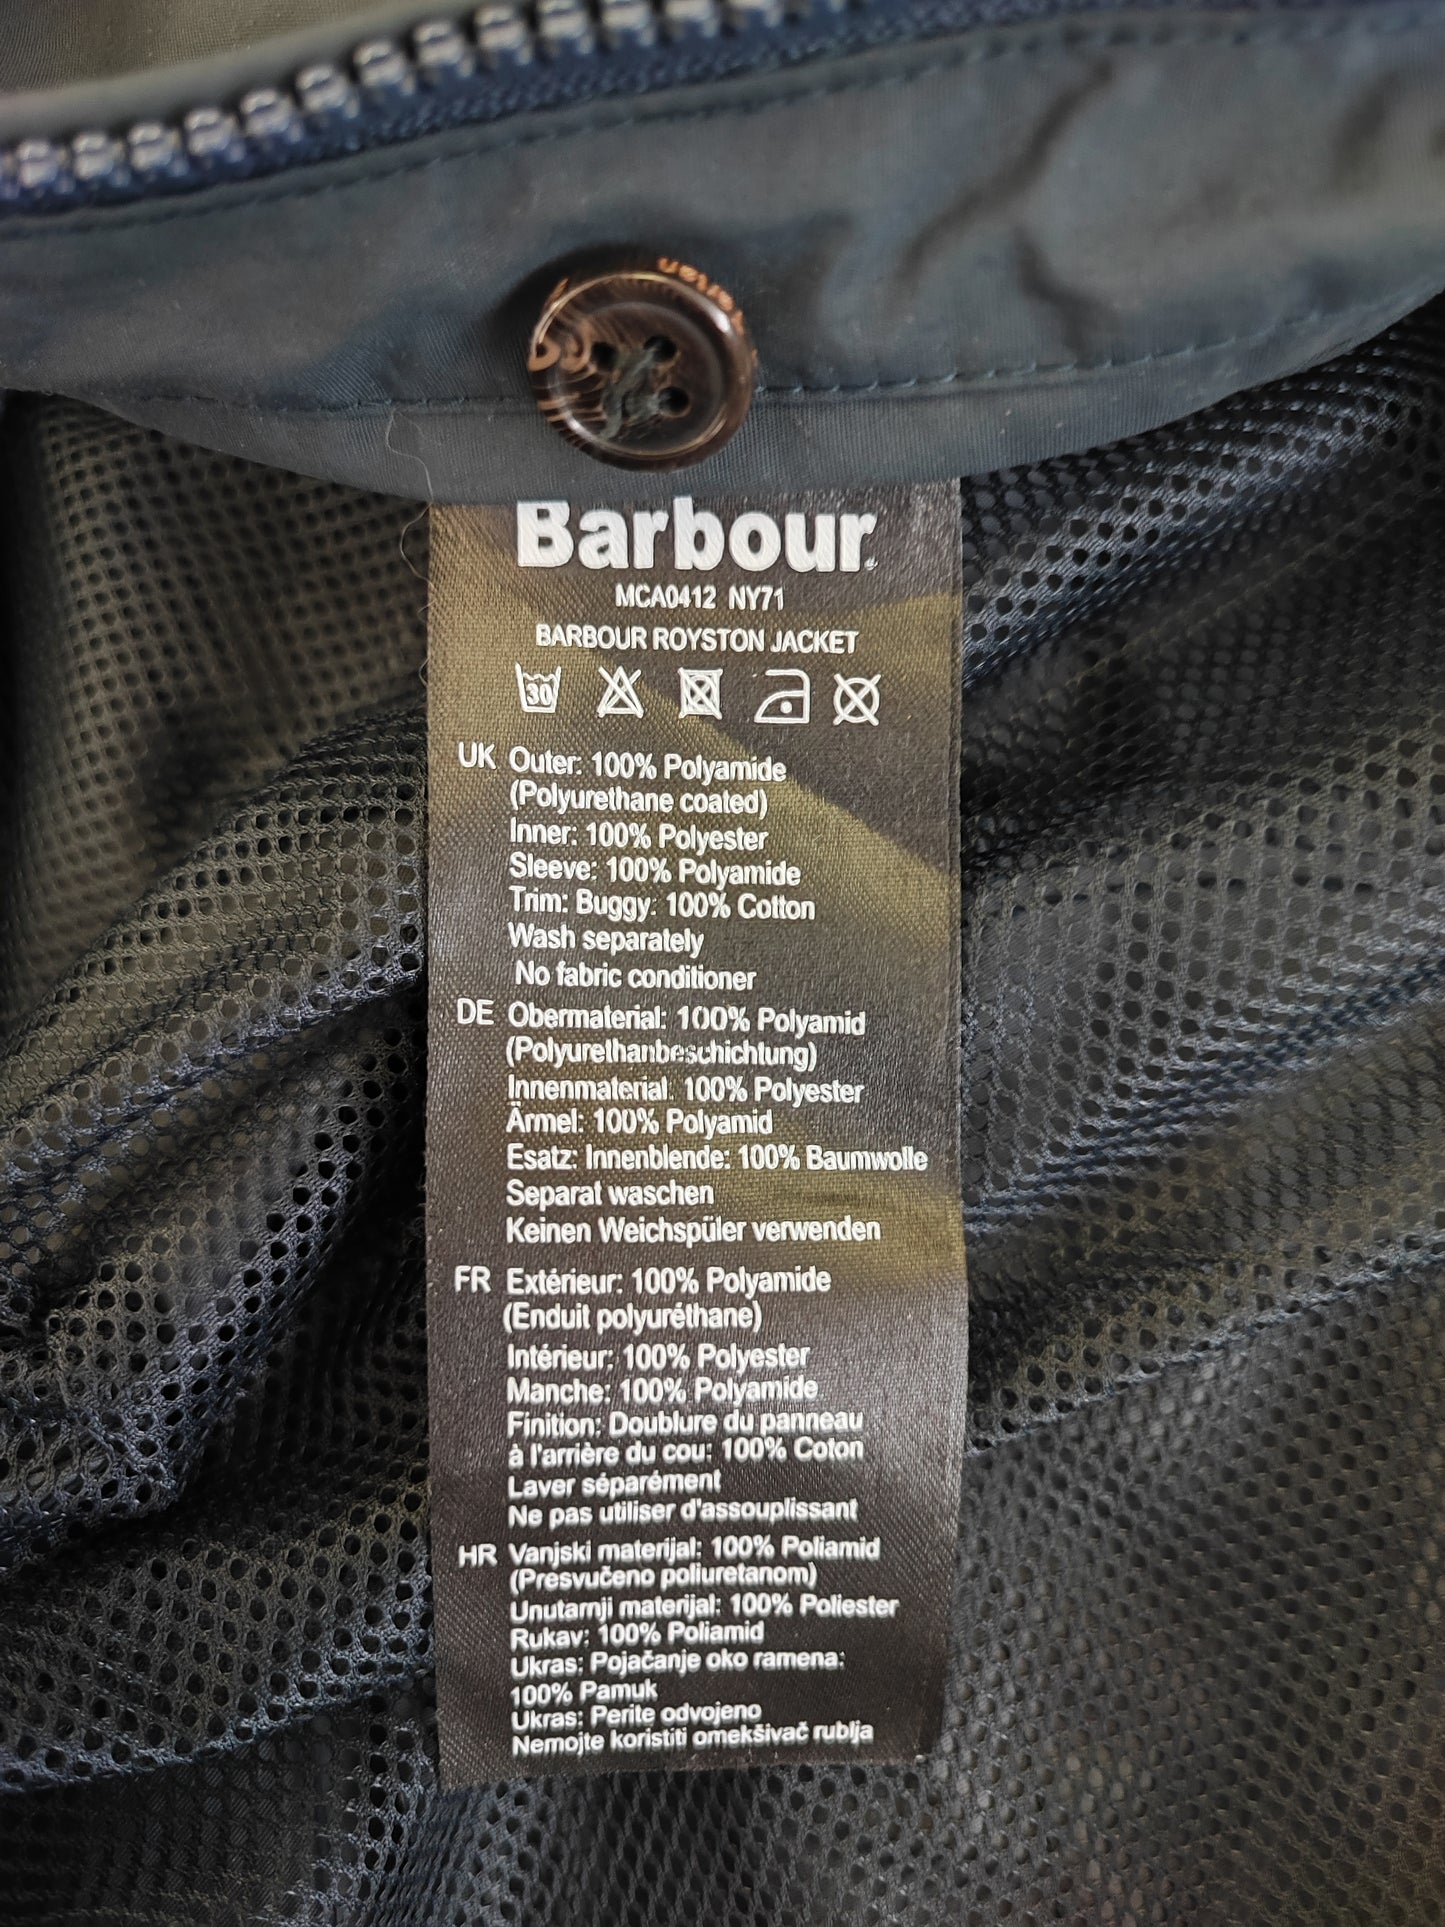 Barbour
MCA0412 NY71
BARBOUR ROYSTON JACKET
30
UK Outer: 100% Polyamide
(Polyurethane coated)
Inner: 100% Polyester
Sleeve: 100% Polyamide
Trim: Buggy: 100% Cotton
Wash separately
No fabric conditioner
DE Obermaterial: 100% Polyamid
(Polyurethanbeschichtung)
Innenmaterial: 100% Polyester
Ärmel: 100% Polyamid
Esatz: Innenblende: 100% Baumwolle
Separat waschen
Keinen Weichspüler verwenden
FR Extérieur: 100% Polyamide
(Enduit polyuréthane)
Intérieur: 100% Polyester
Manche: 100% Polyamide
Finition: Doublure du panneau
à l'arrière du cou: 100% Coton
Laver séparément
Ne pas utiliser d'assouplissant
HR Vanjski materijal: 100% Poliamid
(Presvučeno poliuretanom)
Unutarnji materijal: 100% Poliester
Rukav: 100% Poliamid
Ukras: Pojačanje oko ramena:
100% Pamuk
Ukras: Perite odvojeno
Nemojte koristiti omekšivač rublja